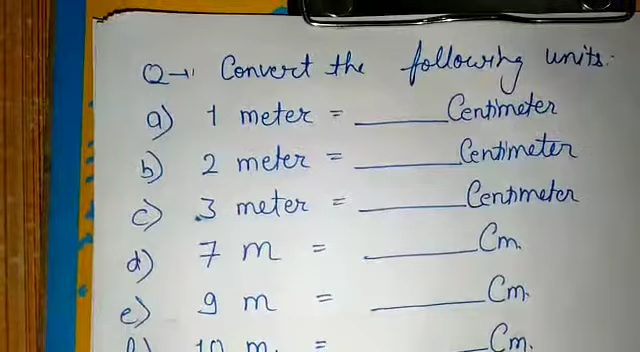 Q→ Convert the following units:
a) 1 meter = ______ Centimeter
b) 2 meter = ______ Centimeter
c) 3 meter = ______ Centimeter
d) 7 m = ______ Cm.
e) 9 m = ______ Cm.
f) 10 m. = ______ Cm.